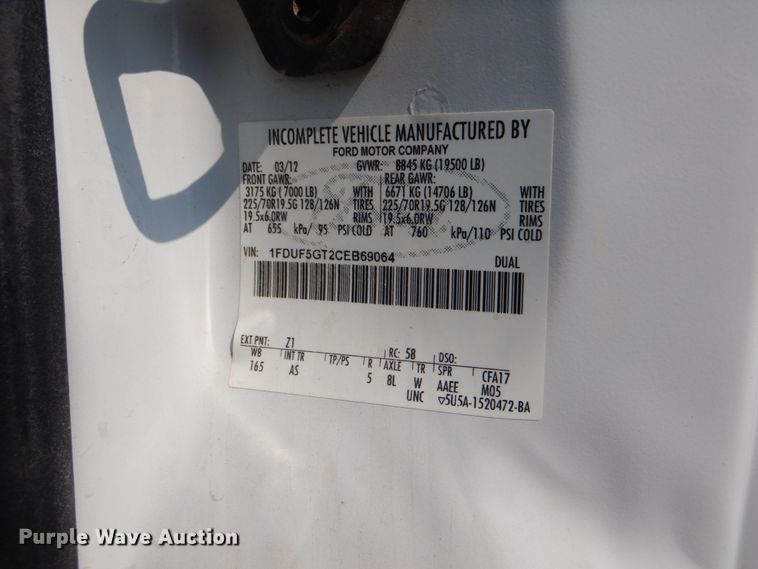 INCOMPLETE VEHICLE MANUFACTURED BY
FORD MOTOR COMPANY
DATE: 03/12 GVWR: 8845 KG (19500 LB)
FRONT GAWR: REAR GAWR:
3175 KG (7000 LB) WITH 6671 KG (14706 LB) WITH
225/70R19.5G 128/126N TIRES 225/70R19.5G 128/126N TIRES
19.5x6.0RW RIMS 19.5x6.0RW RIMS
AT 655 kPa/ 95 PSI COLD AT 760 kPa/110 PSI COLD
VIN: 1FDUF5GT2CEB69064 DUAL
EXT PNT: Z1 RC: 58 DSO:
WB INT TR TP/PS R AXLE TR SPR CFA17
165 AS 5 8L W AAEE M05
UNC ▽5U5A-1520472-BA
Purple Wave Auction